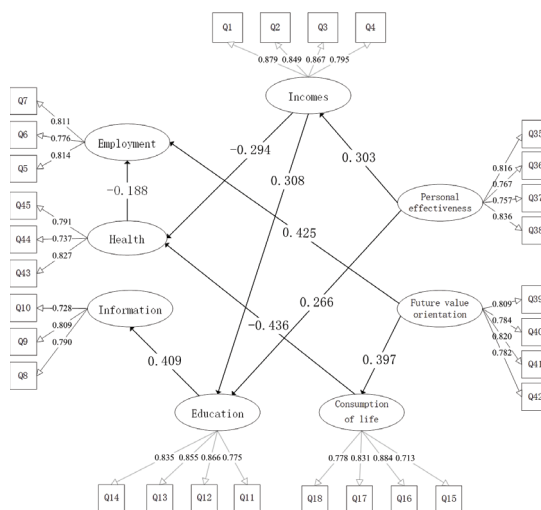 Q1 Q2 Q3 Q4
0.879 0.849 0.867 0.795
Incomes
Q7
0.811
Q6
0.776
Q5
0.814
Employment
-0.294
0.308
0.303
-0.188
Q45
0.791
Q44
0.737
Q43
0.827
Health
0.425
Personal
effectiveness
Q35
0.816
Q36
0.767
Q37
0.757
Q38
0.836
Q10
0.728
Q9
0.809
Q8
0.790
Information
0.266
-0.436
0.409
Future value
orientation
0.397
Q39
0.809
Q40
0.784
Q41
0.820
Q42
0.782
Education
Consumption
of life
0.835 0.855 0.866 0.775
0.778 0.831 0.884 0.713
Q14 Q13 Q12 Q11 Q18 Q17 Q16 Q15